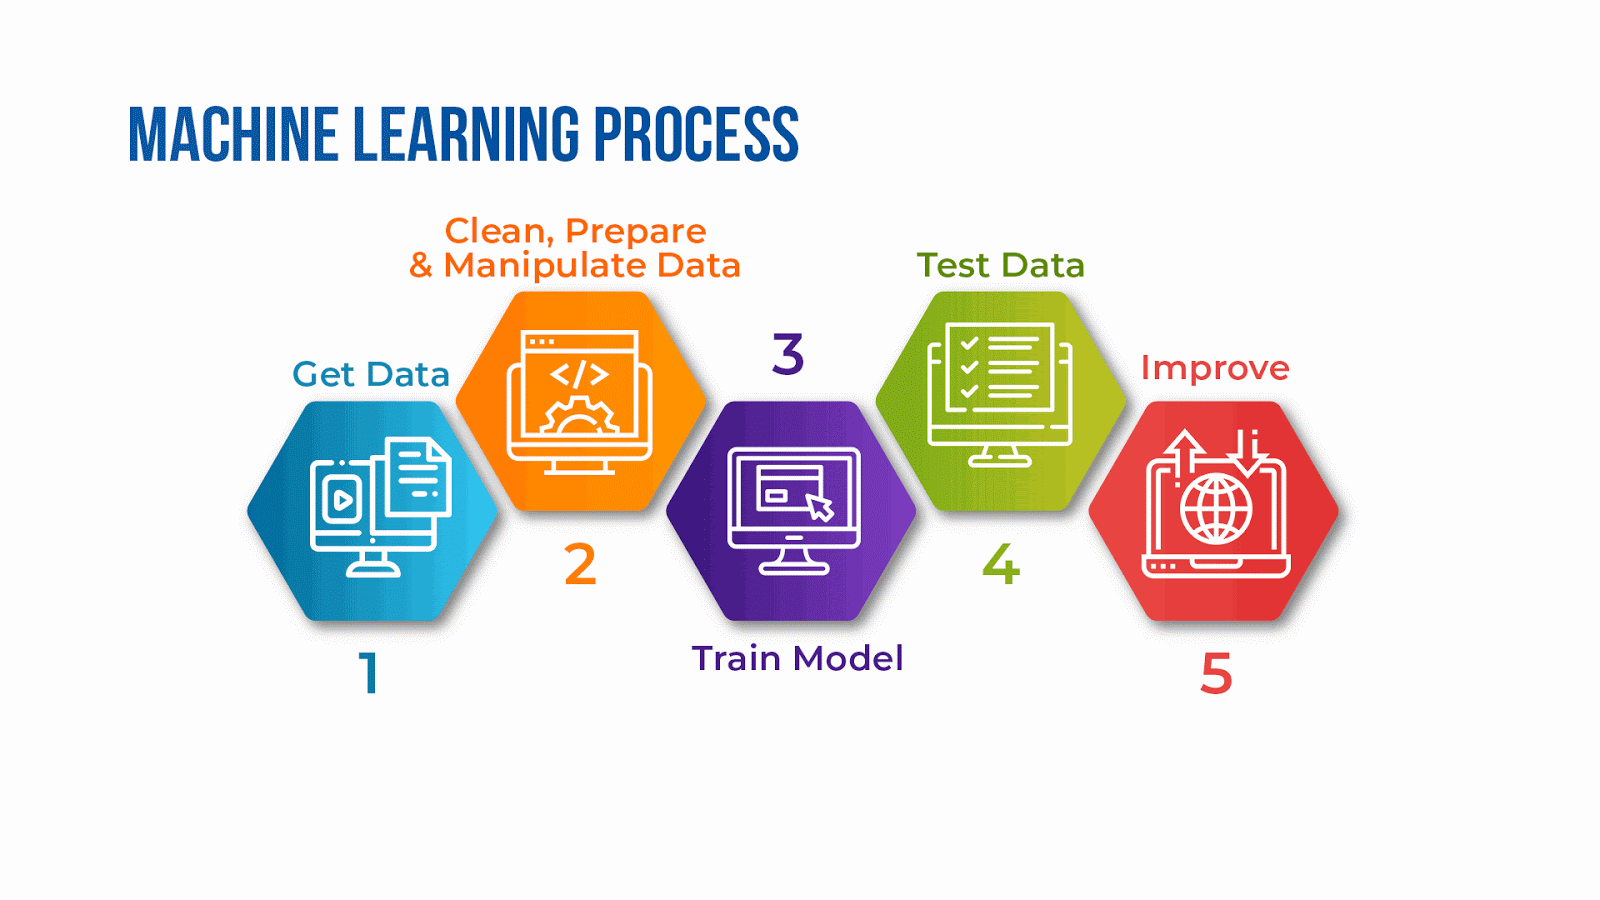 MACHINE LEARNING PROCESS
Get Data
1
Clean, Prepare
& Manipulate Data
</>
2
3
Train Model
Test Data
4
Improve
5